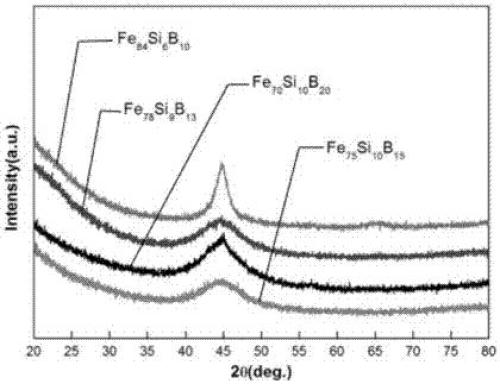 Fe84Si6B10
Fe70Si10B20
Fe78Si9B13
Fe75Si10B15
Intensity(a.u.)
20 25 30 35 40 45 50 55 60 65 70 75 80
2θ(deg.)